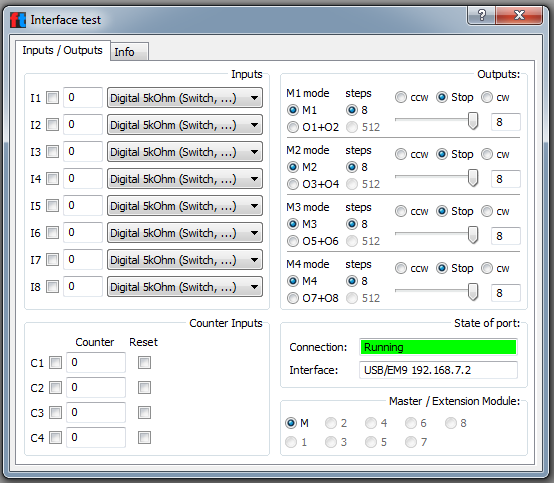 ft Interface test
Inputs / Outputs Info
Inputs
I1 0 Digital 5kOhm (Switch, ...)
I2 0 Digital 5kOhm (Switch, ...)
I3 0 Digital 5kOhm (Switch, ...)
I4 0 Digital 5kOhm (Switch, ...)
I5 0 Digital 5kOhm (Switch, ...)
I6 0 Digital 5kOhm (Switch, ...)
I7 0 Digital 5kOhm (Switch, ...)
I8 0 Digital 5kOhm (Switch, ...)
Outputs:
M1 mode steps ccw Stop cw
M1 8
O1+O2 512 8
M2 mode steps ccw Stop cw
M2 8
O3+O4 512 8
M3 mode steps ccw Stop cw
M3 8
O5+O6 512 8
M4 mode steps ccw Stop cw
M4 8
O7+O8 512 8
Counter Inputs
Counter Reset
C1 0
C2 0
C3 0
C4 0
State of port:
Connection: Running
Interface: USB/EM9 192.168.7.2
Master / Extension Module:
M 2 4 6 8
1 3 5 7